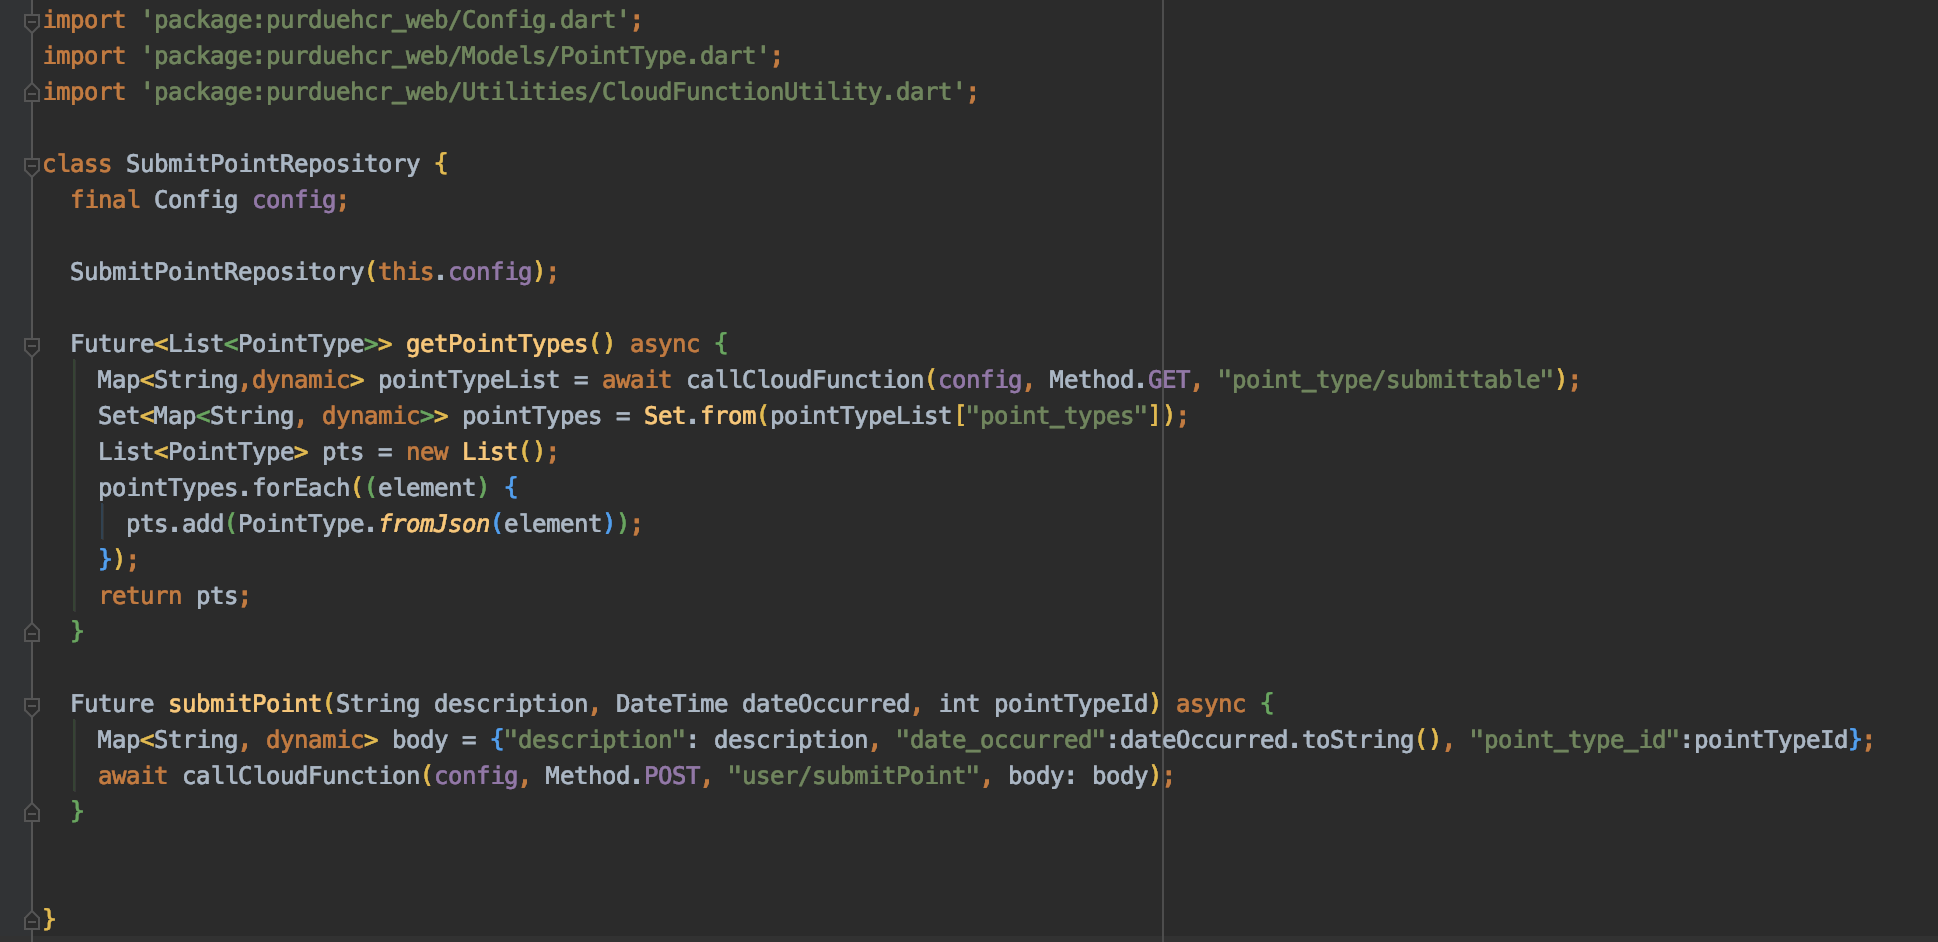 import 'package:purduehcr_web/Config.dart';
import 'package:purduehcr_web/Models/PointType.dart';
import 'package:purduehcr_web/Utilities/CloudFunctionUtility.dart';

class SubmitPointRepository {
  final Config config;

  SubmitPointRepository(this.config);

  Future<List<PointType>> getPointTypes() async {
    Map<String,dynamic> pointTypeList = await callCloudFunction(config, Method.GET, "point_type/submittable");
    Set<Map<String, dynamic>> pointTypes = Set.from(pointTypeList["point_types"]);
    List<PointType> pts = new List();
    pointTypes.forEach((element) {
      pts.add(PointType.fromJson(element));
    });
    return pts;
  }

  Future submitPoint(String description, DateTime dateOccurred, int pointTypeId) async {
    Map<String, dynamic> body = {"description": description, "date_occurred":dateOccurred.toString(), "point_type_id":pointTypeId};
    await callCloudFunction(config, Method.POST, "user/submitPoint", body: body);
  }


}